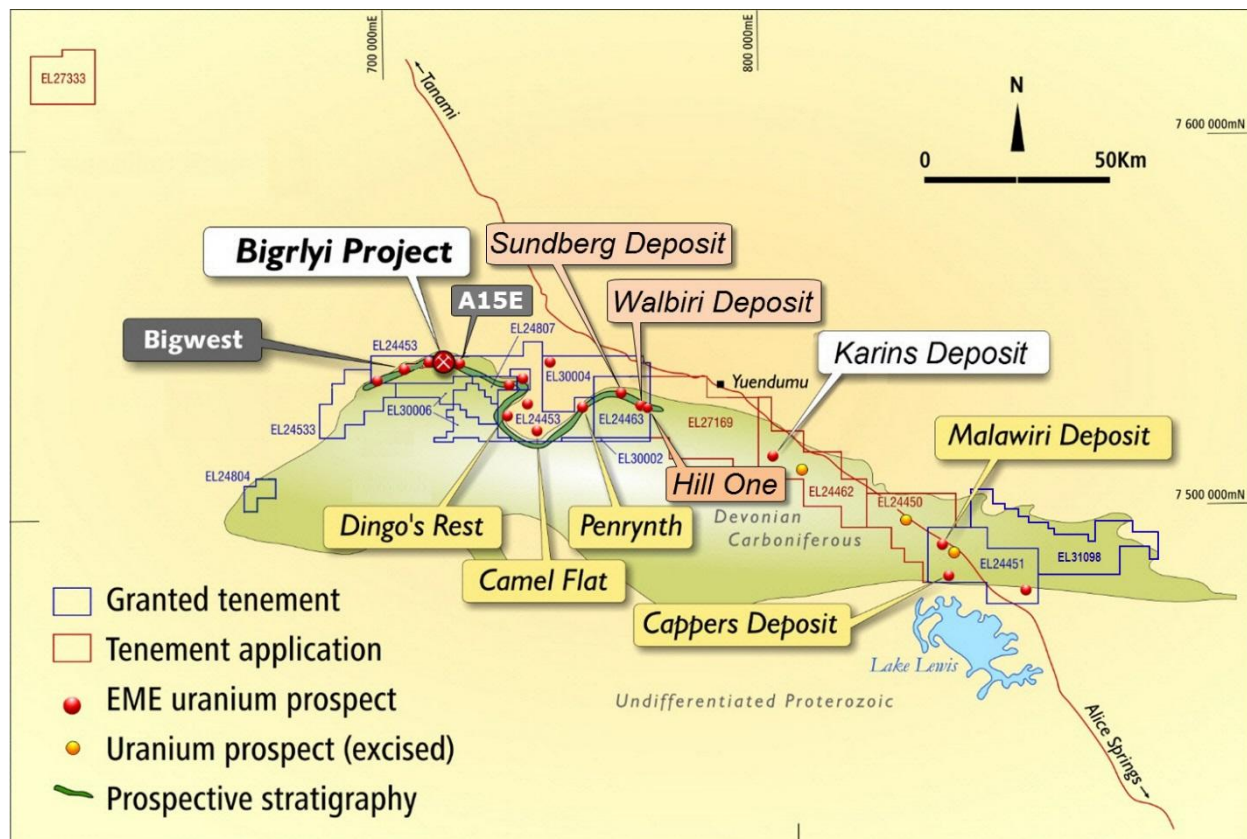 700 000mE
800 000mE
EL27333
←Tanami
N
7 600 000mN
0 50Km
Bigrlyi Project
Sundberg Deposit
A15E
Walbiri Deposit
Bigwest
EL24453
EL24807
EL30004
Karins Deposit
Yuendumu
EL30006
EL24453
EL24463
EL27169
EL24533
Malawiri Deposit
EL30002
EL24804
Hill One
EL24462
EL24450
7 500 000mN
Dingo's Rest
Penrynth
Devonian
Carboniferous
EL24451
EL31098
Camel Flat
Cappers Deposit
Lake Lewis
Undifferentiated Proterozoic
Alice Springs→
Granted tenement
Tenement application
EME uranium prospect
Uranium prospect (excised)
Prospective stratigraphy